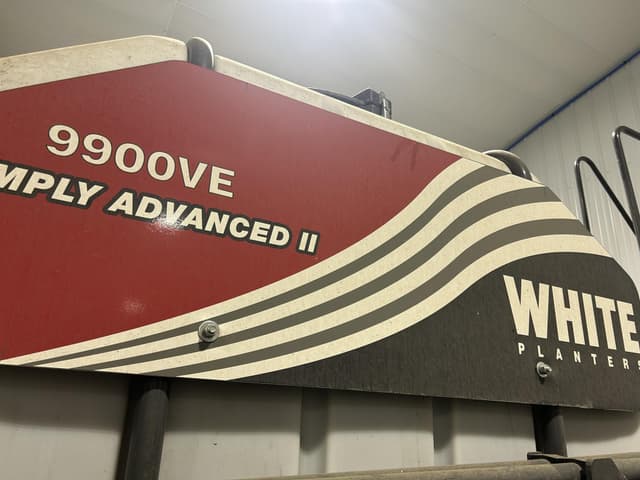 9900VE
MPLY ADVANCED II
WHITE
PLANTERS